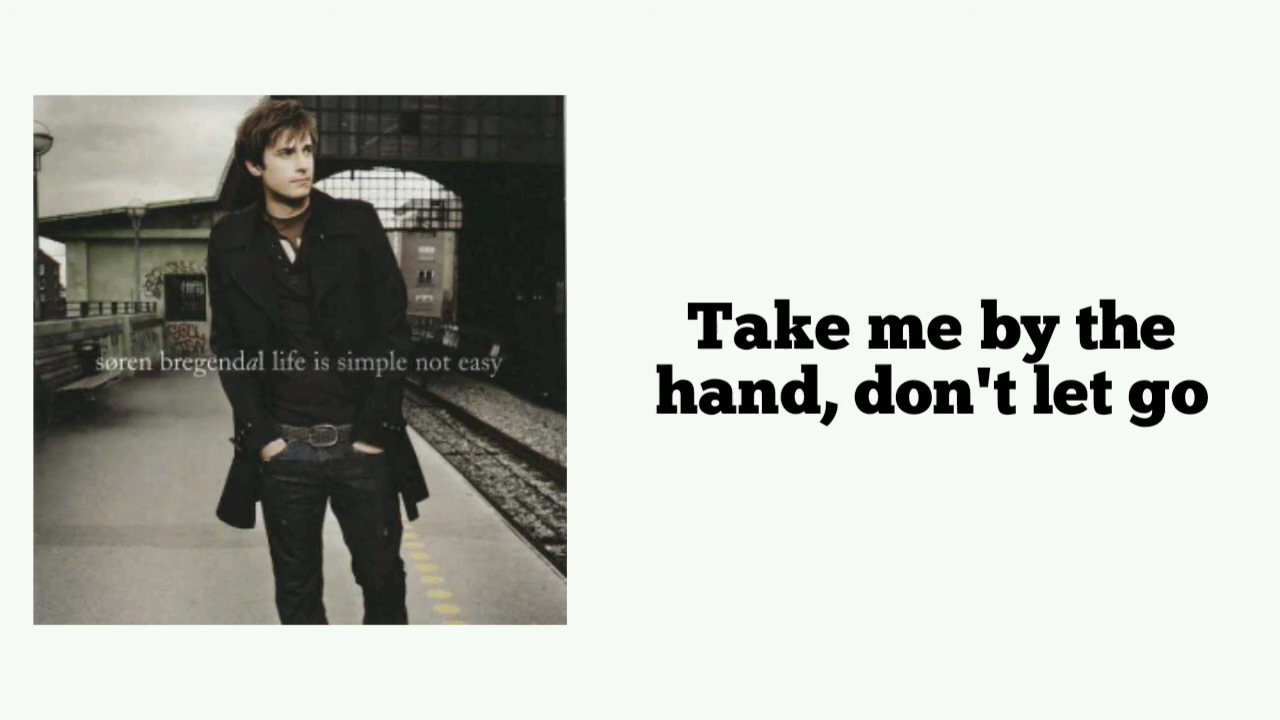 søren bregendal life is simple not easy
Take me by the
hand, don't let go